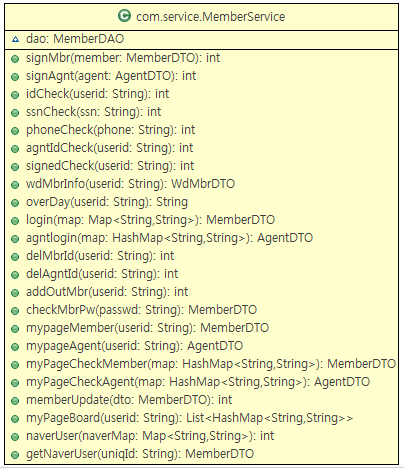 C com.service.MemberService
dao: MemberDAO
signMbr(member: MemberDTO): int
signAgnt(agent: AgentDTO): int
idCheck(userid: String): int
ssnCheck(ssn: String): int
phoneCheck(phone: String): int
agntIdCheck(userid: String): int
signedCheck(userid: String): int
wdMbrInfo(userid: String): WdMbrDTO
overDay(userid: String): String
login(map: Map<String,String>): MemberDTO
agntlogin(map: HashMap<String,String>): AgentDTO
delMbrId(userid: String): int
delAgntId(userid: String): int
addOutMbr(userid: String): int
checkMbrPw(passwd: String): MemberDTO
mypageMember(userid: String): MemberDTO
mypageAgent(userid: String): AgentDTO
myPageCheckMember(map: HashMap<String,String>): MemberDTO
myPageCheckAgent(map: HashMap<String,String>): AgentDTO
memberUpdate(dto: MemberDTO): int
myPageBoard(userid: String): List<HashMap<String,String>>
naverUser(naverMap: Map<String,String>): int
getNaverUser(uniqId: String): MemberDTO